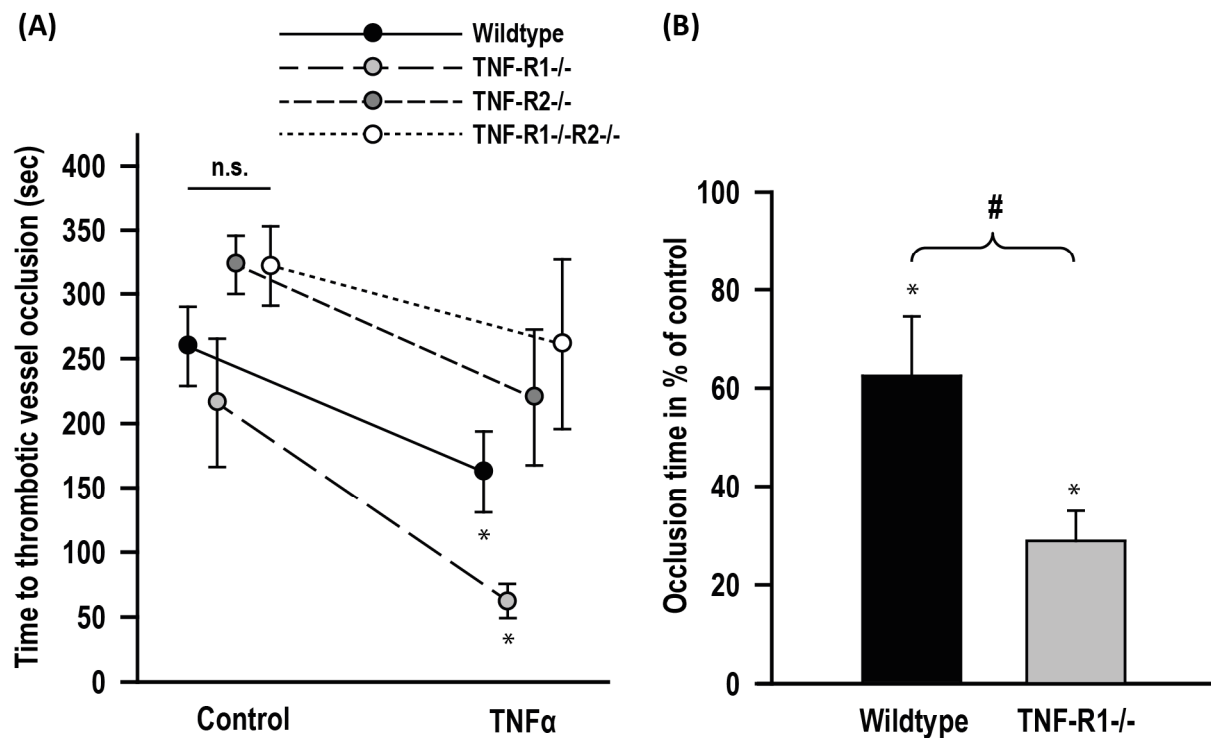 (A)
Wildtype
TNF-R1-/-
TNF-R2-/-
TNF-R1-/-R2-/-
Time to thrombotic vessel occlusion (sec)
400
350
300
250
200
150
100
50
0
n.s.
*
*
Control
TNFα
(B)
Occlusion time in % of control
100
80
60
40
20
0
#
*
*
Wildtype
TNF-R1-/-